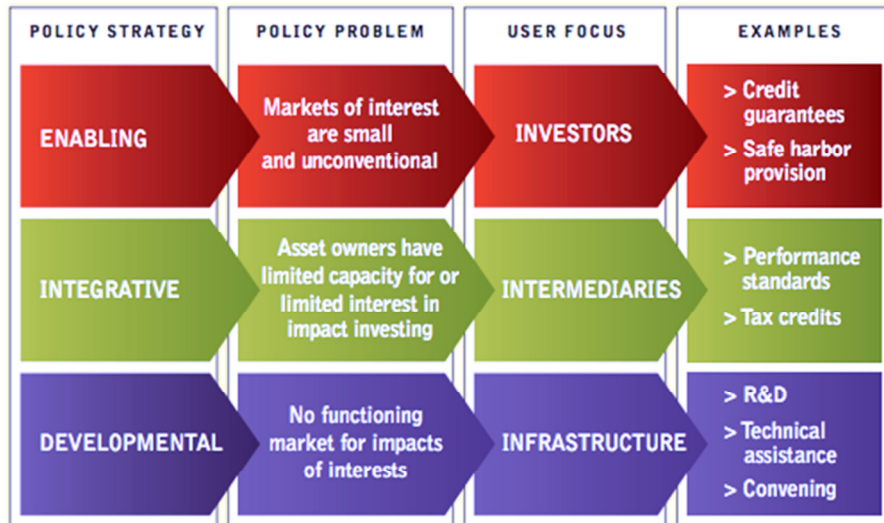 POLICY STRATEGY
POLICY PROBLEM
USER FOCUS
EXAMPLES
ENABLING
Markets of interest
are small
and unconventional
INVESTORS
> Credit
guarantees
> Safe harbor
provision
INTEGRATIVE
Asset owners have
limited capacity for or
limited interest in
impact investing
INTERMEDIARIES
> Performance
standards
> Tax credits
DEVELOPMENTAL
No functioning
market for impacts
of interests
INFRASTRUCTURE
> R&D
> Technical
assistance
> Convening